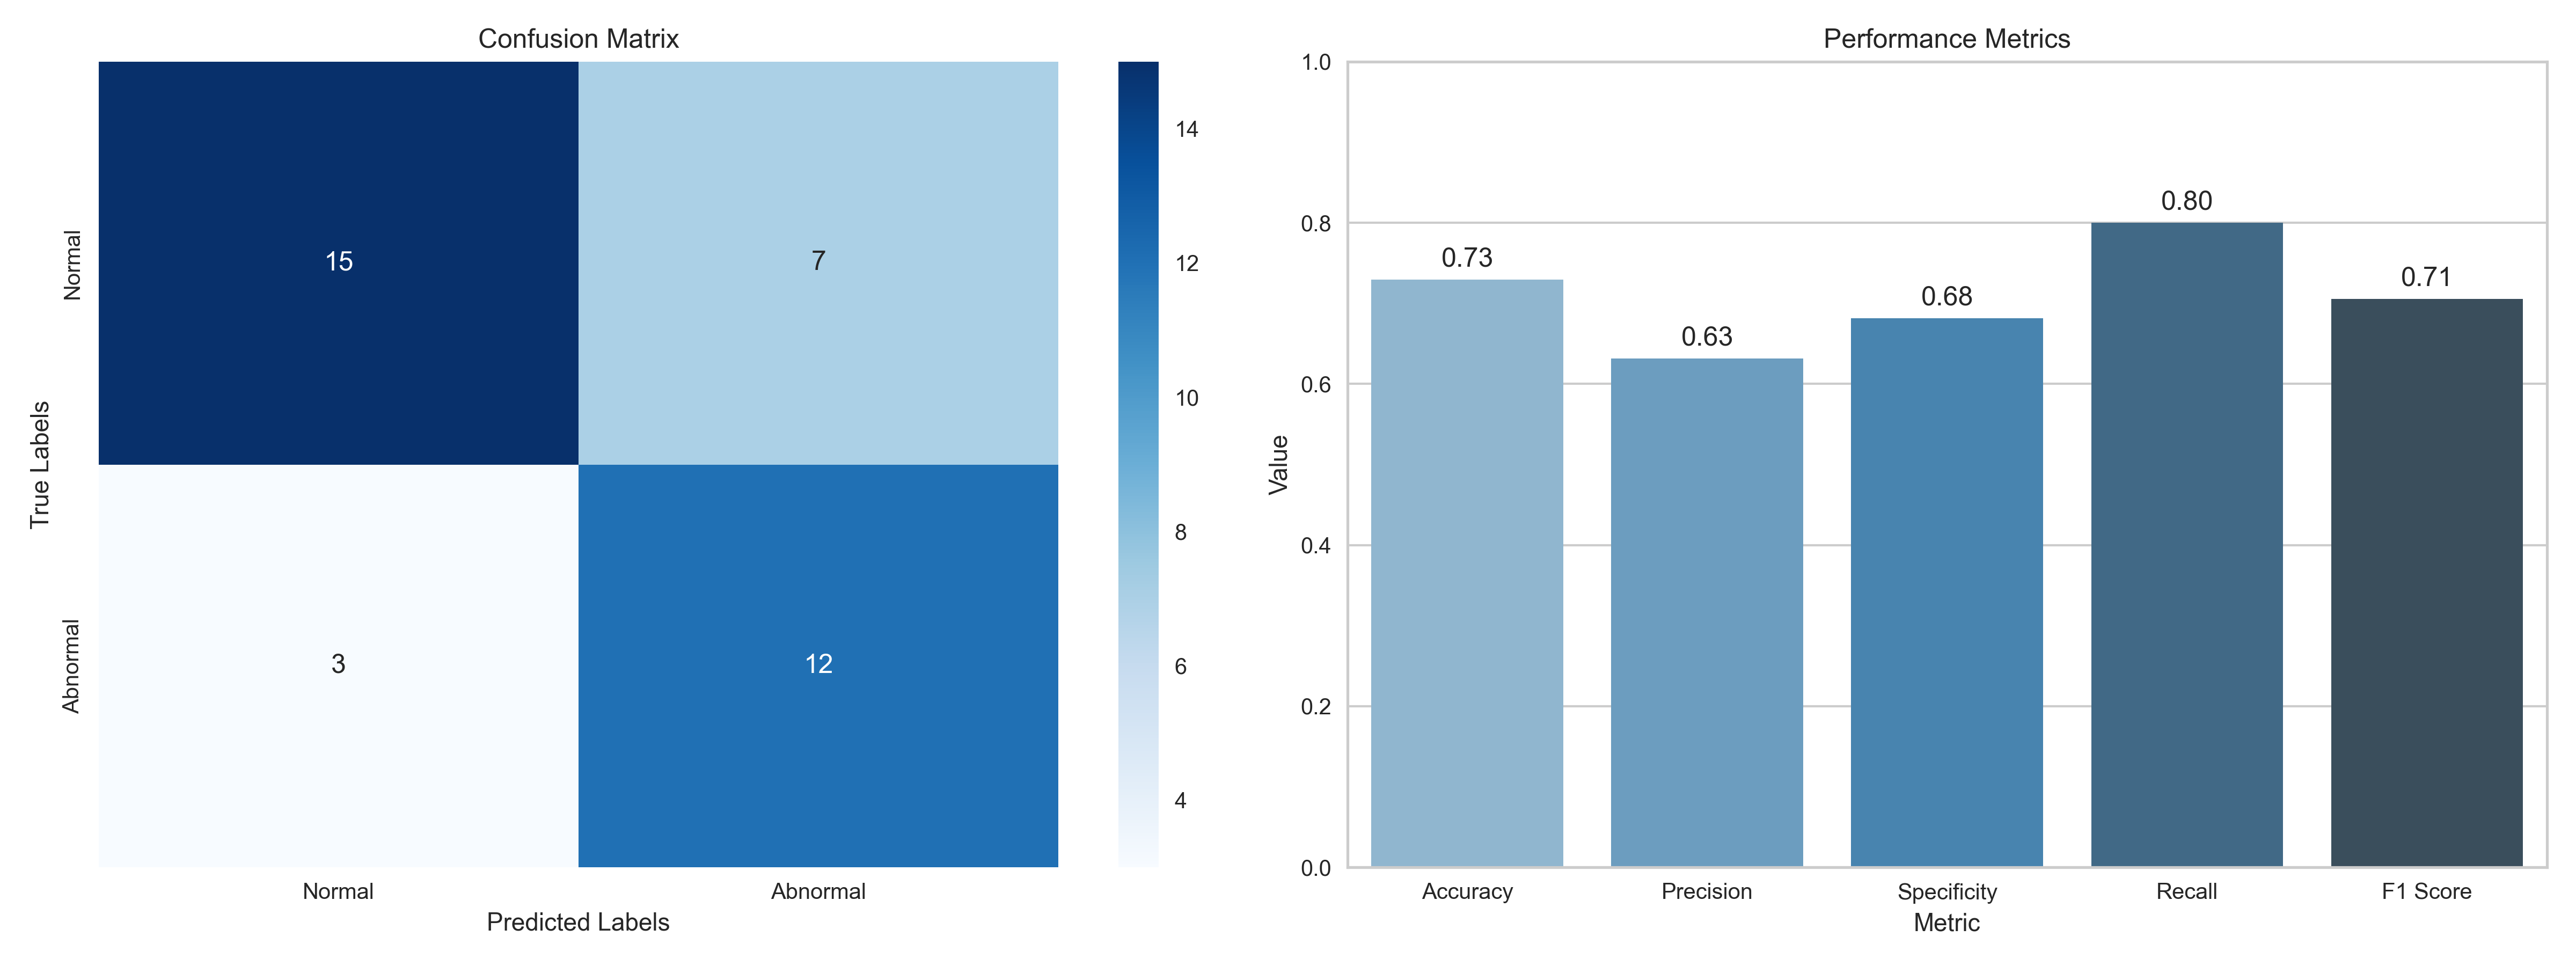 Confusion Matrix
True Labels
Normal
Abnormal
15
7
3
12
Normal
Abnormal
Predicted Labels
14
12
10
8
6
4
Performance Metrics
Value
1.0
0.8
0.6
0.4
0.2
0.0
0.73
0.63
0.68
0.80
0.71
Accuracy
Precision
Specificity
Recall
F1 Score
Metric